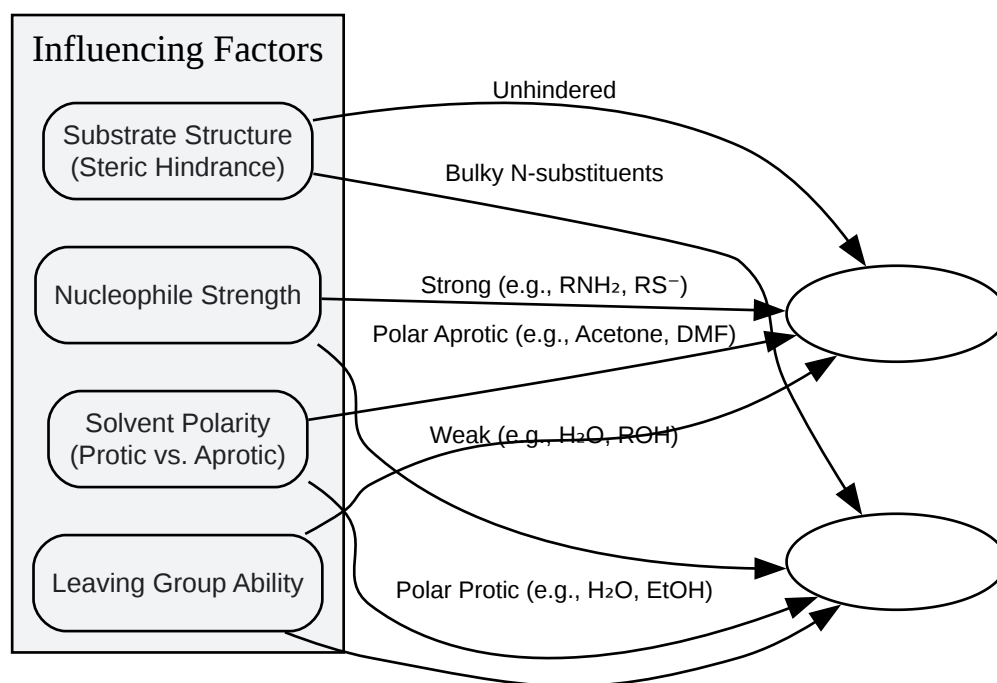 Influencing Factors
Unhindered
Substrate Structure
(Steric Hindrance)
Bulky N-substituents
Nucleophile Strength
Strong (e.g., RNH₂, RS⁻)
Polar Aprotic (e.g., Acetone, DMF)
Solvent Polarity
(Protic vs. Aprotic)
Weak (e.g., H₂O, ROH)
Leaving Group Ability
Polar Protic (e.g., H₂O, EtOH)